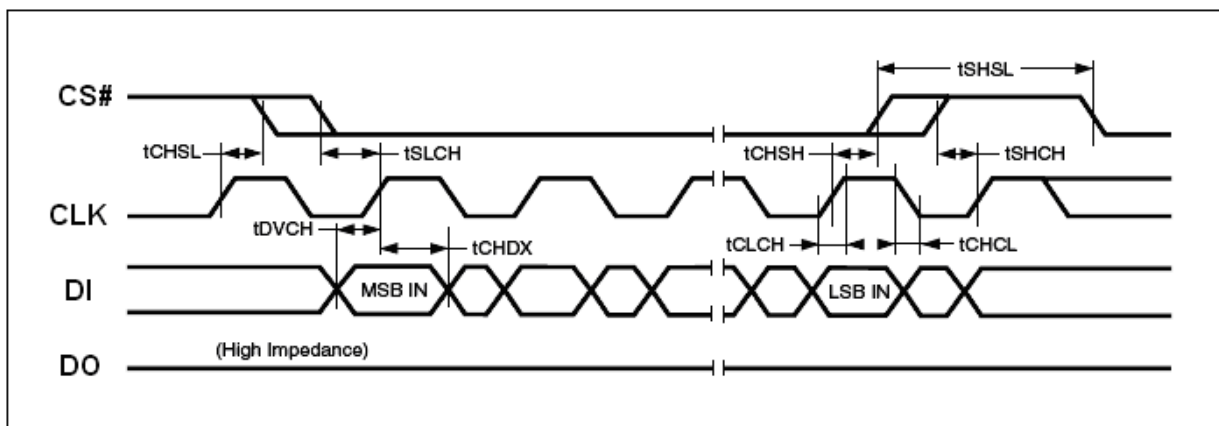 tSHSL
CS#
tCHSL
tSLCH
tCHSH
tSHCH
CLK
tDVCH
tCHDX
tCLCH
tCHCL
DI
MSB IN
LSB IN
(High Impedance)
DO